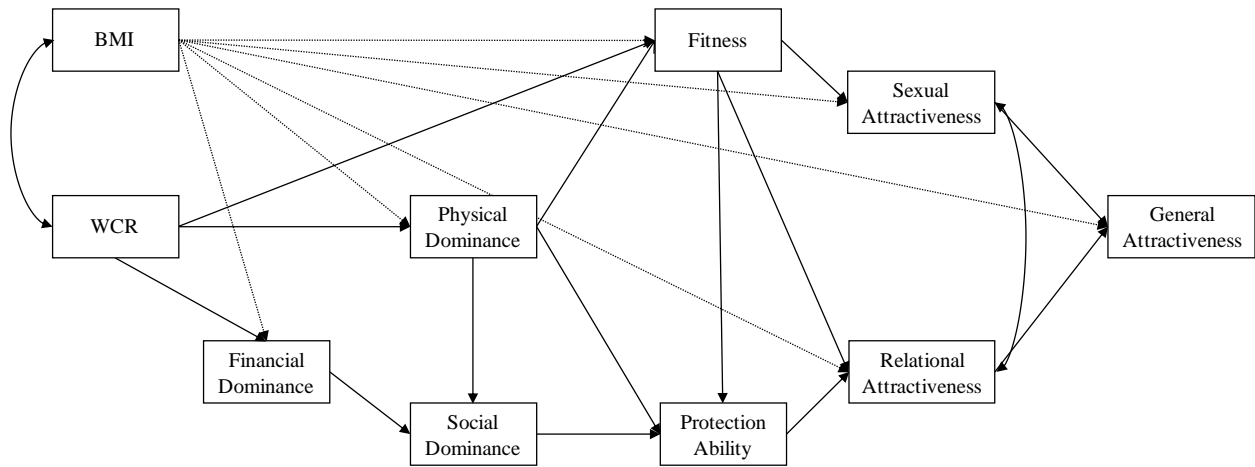 BMI
Fitness
Sexual
Attractiveness
WCR
Physical
Dominance
General
Attractiveness
Financial
Dominance
Relational
Attractiveness
Social
Dominance
Protection
Ability